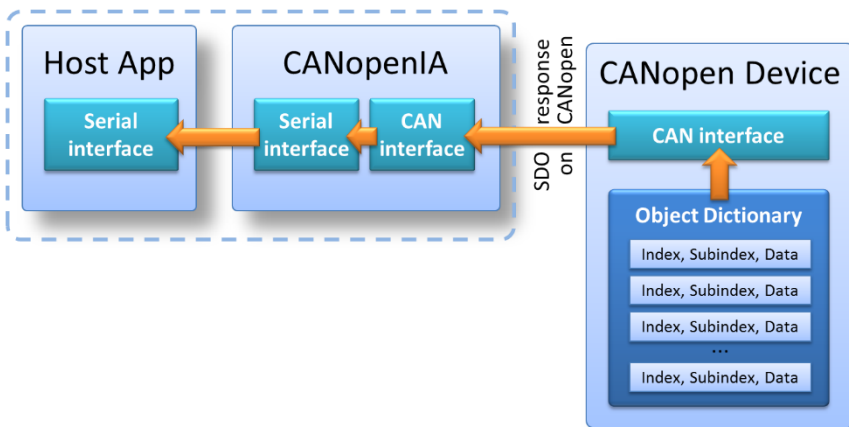 Host App
Serial
interface
CANopenIA
Serial
interface
CAN
interface
SDO response
on CANopen
CANopen Device
CAN interface
Object Dictionary
Index, Subindex, Data
Index, Subindex, Data
Index, Subindex, Data
...
Index, Subindex, Data